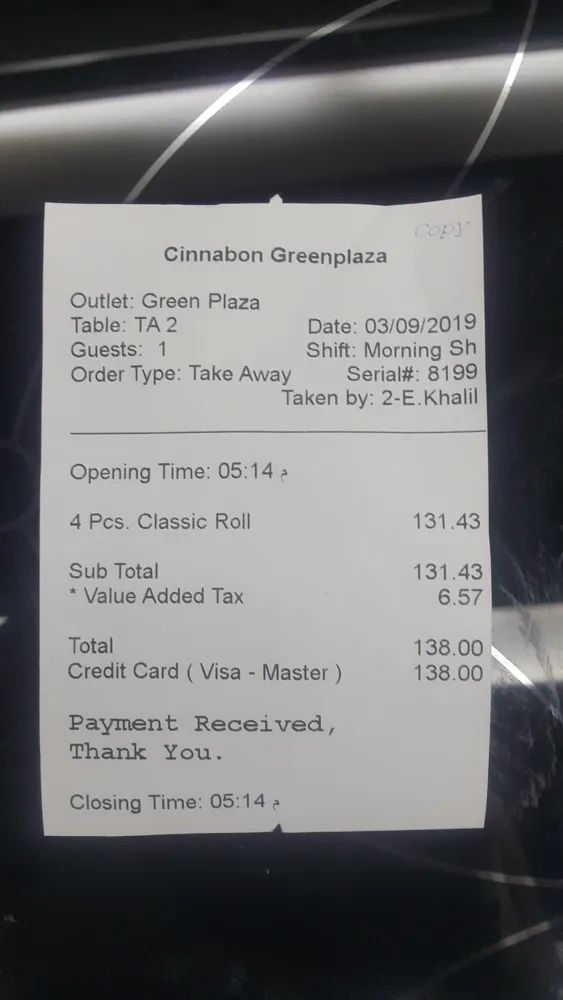 Copy
Cinnabon Greenplaza
Outlet: Green Plaza
Table: TA 2 Date: 03/09/2019
Guests: 1 Shift: Morning Sh
Order Type: Take Away Serial#: 8199
Taken by: 2-E.Khalil
Opening Time: 05:14 م
4 Pcs. Classic Roll 131.43
Sub Total 131.43
* Value Added Tax 6.57
Total 138.00
Credit Card ( Visa - Master ) 138.00
Payment Received,
Thank You.
Closing Time: 05:14 م